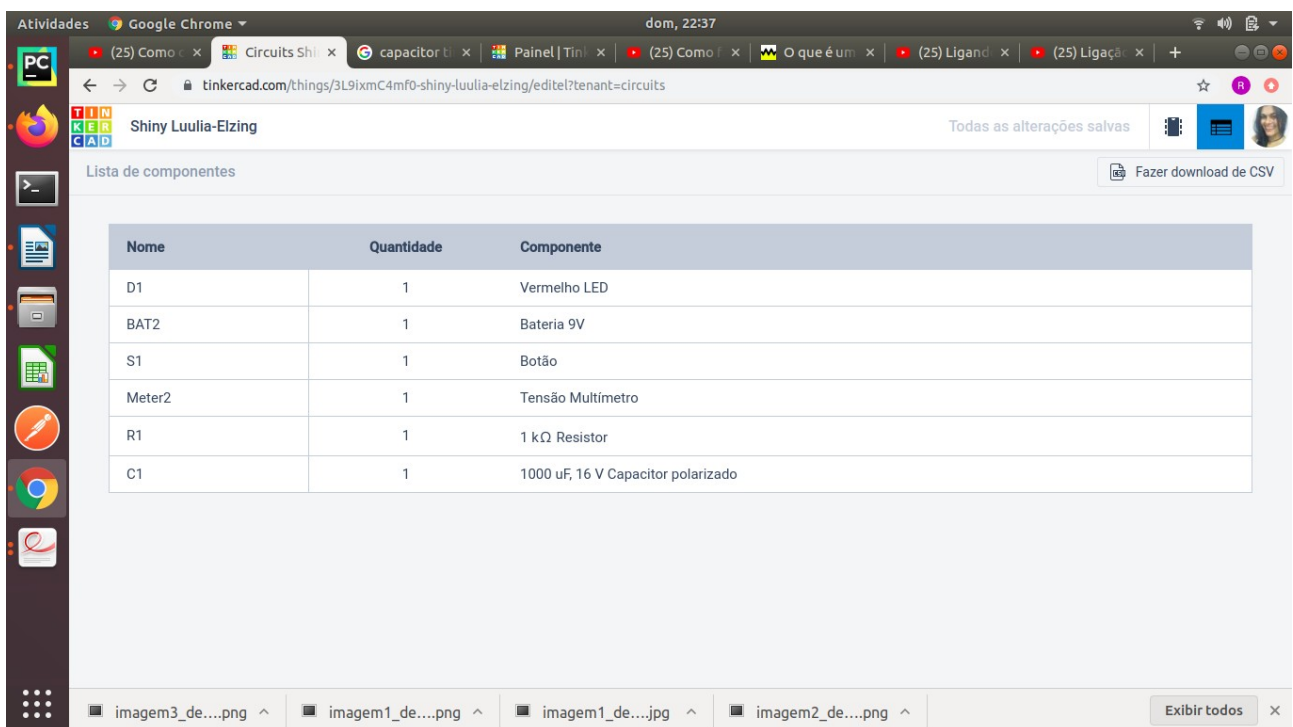 Atividades Google Chrome dom, 22:37
(25) Como Circuits Shi capacitor Painel | Tin (25) Como O que é um (25) Ligand (25) Ligaçã
tinkercad.com/things/3L9ixmC4mf0-shiny-luulia-elzing/editel?tenant=circuits R
TIN
KER
CAD
Shiny Luulia-Elzing Todas as alterações salvas
Lista de componentes Fazer download de CSV
Nome Quantidade Componente
D1 1 Vermelho LED
BAT2 1 Bateria 9V
S1 1 Botão
Meter2 1 Tensão Multímetro
R1 1 1 kΩ Resistor
C1 1 1000 uF, 16 V Capacitor polarizado
imagem3_de....png imagem1_de....png imagem1_de....jpg imagem2_de....png Exibir todos
PC